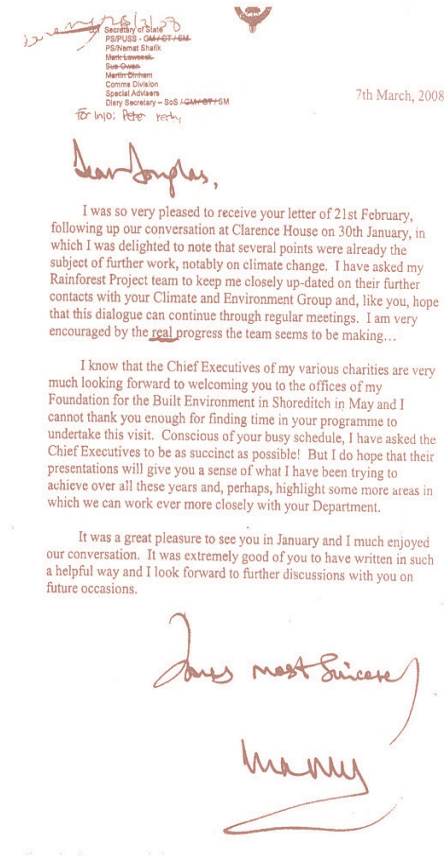 Secretary of State
PS/PUSS - GM / GT / SM
PS/Nemat Shafik
Mark Lowcock
Sue Owen
Martin Dinham
Comms Division
Special Advisers
Diary Secretary – SoS / GM / GT / SM
For Info: Peter
7th March, 2008
Dear Douglas,
I was so very pleased to receive your letter of 21st February,
following up our conversation at Clarence House on 30th January, in
which I was delighted to note that several points were already the
subject of further work, notably on climate change. I have asked my
Rainforest Project team to keep me closely up-dated on their further
contacts with your Climate and Environment Group and, like you, hope
that this dialogue can continue through regular meetings. I am very
encouraged by the real progress the team seems to be making…
I know that the Chief Executives of my various charities are very
much looking forward to welcoming you to the offices of my
Foundation for the Built Environment in Shoreditch in May and I
cannot thank you enough for finding time in your programme to
undertake this visit. Conscious of your busy schedule, I have asked the
Chief Executives to be as succinct as possible! But I do hope that their
presentations will give you a sense of what I have been trying to
achieve over all these years and, perhaps, highlight some more areas in
which we can work ever more closely with your Department.
It was a great pleasure to see you in January and I much enjoyed
our conversation. It was extremely good of you to have written in such
a helpful way and I look forward to further discussions with you on
future occasions.
Yours most sincerely